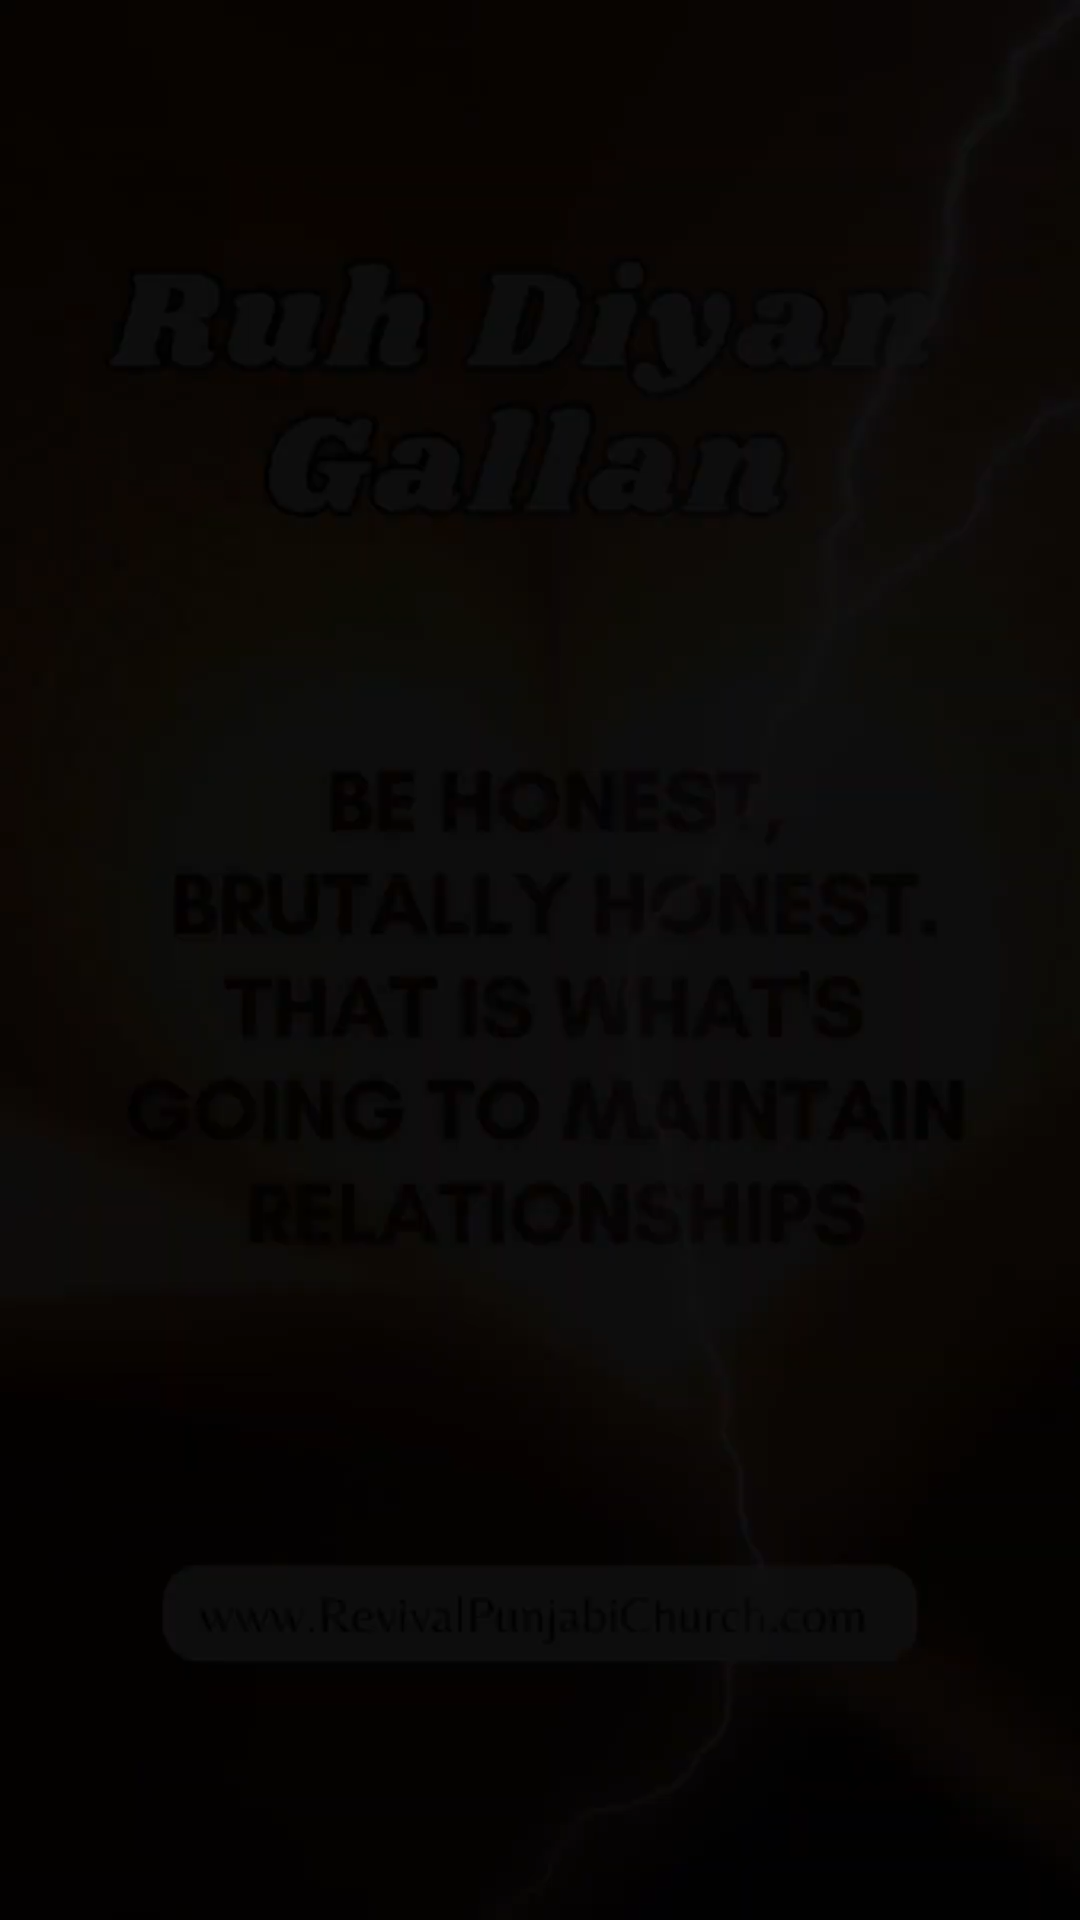 Ruh Diyan
Gallan
BE HONEST,
BRUTALLY HONEST.
THAT IS WHAT'S
GOING TO MAINTAIN
RELATIONSHIPS
www.RevivalPunjabiChurch.com